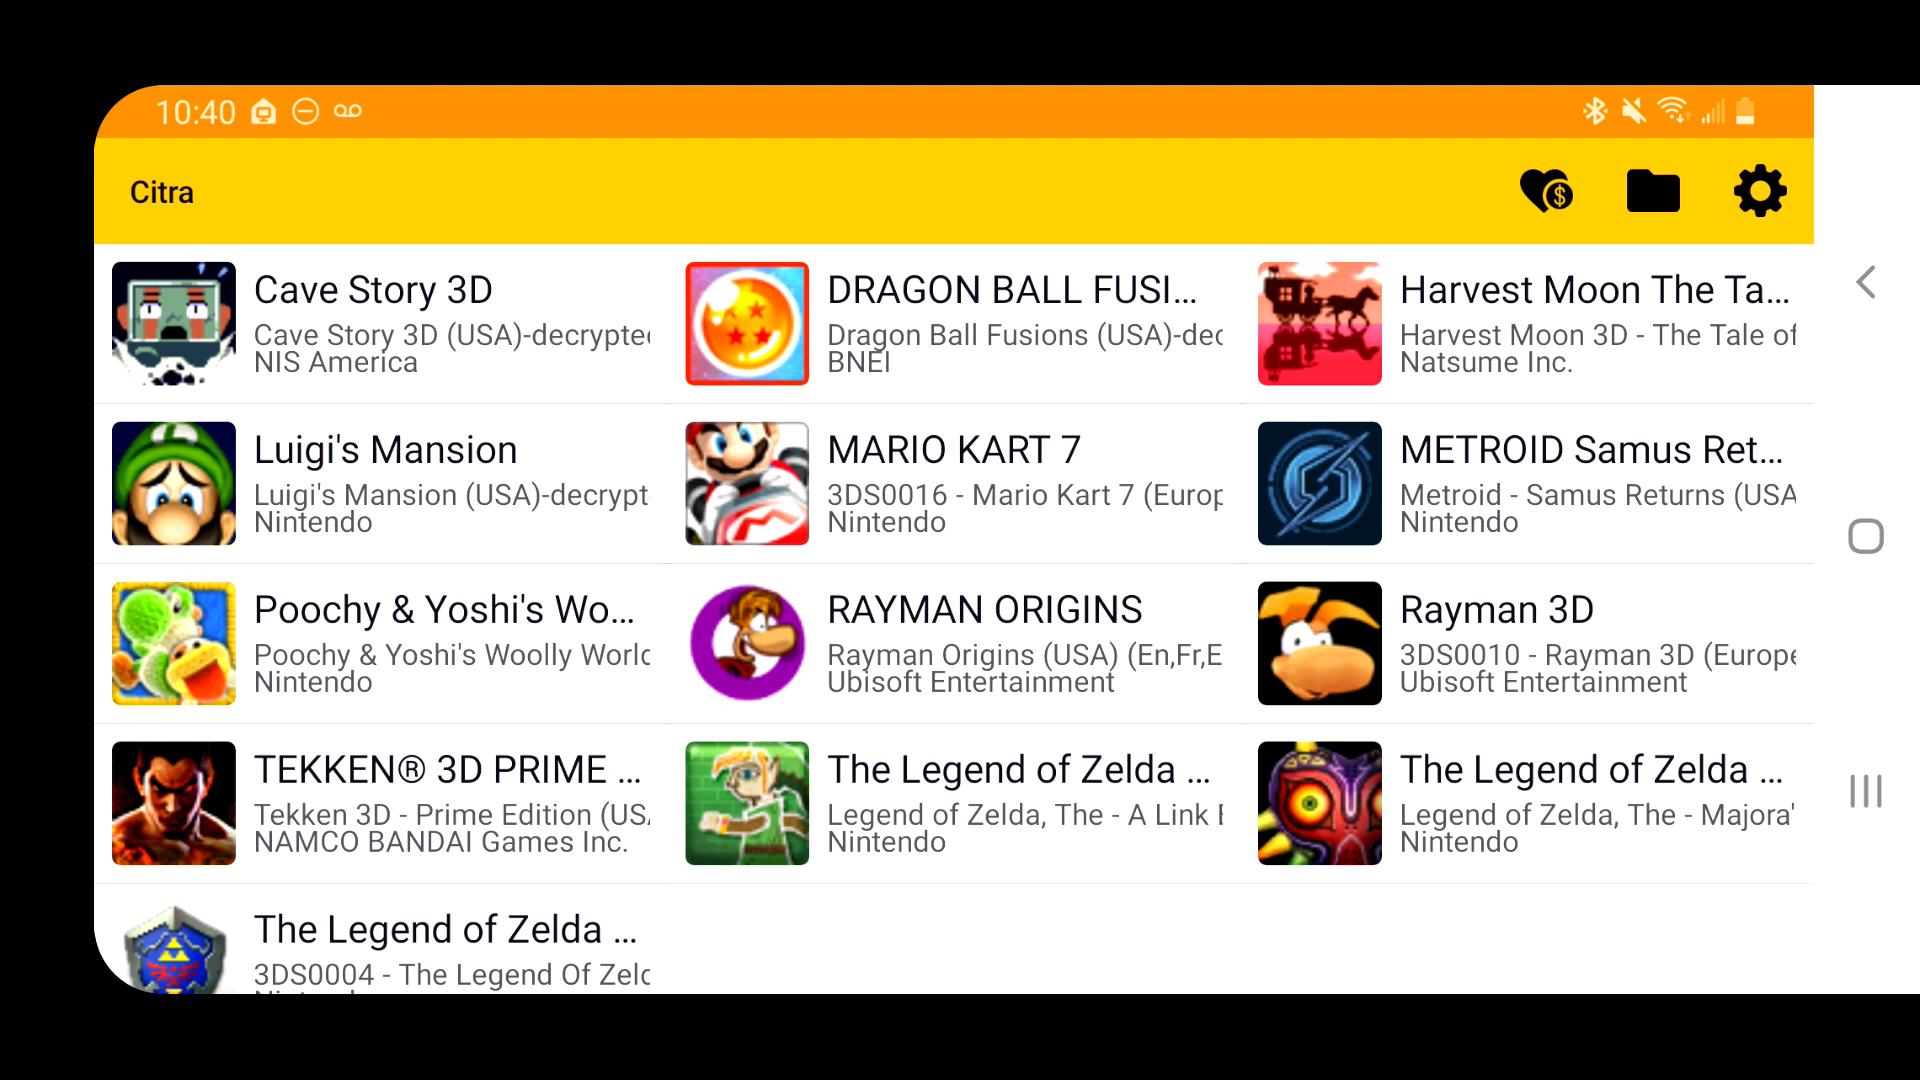 10:40
Citra
Cave Story 3D
Cave Story 3D (USA)-decrypted
NIS America
DRAGON BALL FUSI...
Dragon Ball Fusions (USA)-dec
BNEI
Harvest Moon The Ta...
Harvest Moon 3D - The Tale of
Natsume Inc.
Luigi's Mansion
Luigi's Mansion (USA)-decrypt
Nintendo
MARIO KART 7
3DS0016 - Mario Kart 7 (Europ
Nintendo
METROID Samus Ret...
Metroid - Samus Returns (USA
Nintendo
Poochy & Yoshi's Wo...
Poochy & Yoshi's Woolly World
Nintendo
RAYMAN ORIGINS
Rayman Origins (USA) (En,Fr,E
Ubisoft Entertainment
Rayman 3D
3DS0010 - Rayman 3D (Europe
Ubisoft Entertainment
TEKKEN® 3D PRIME ...
Tekken 3D - Prime Edition (USA
NAMCO BANDAI Games Inc.
The Legend of Zelda ...
Legend of Zelda, The - A Link
Nintendo
The Legend of Zelda ...
Legend of Zelda, The - Majora'
Nintendo
The Legend of Zelda ...
3DS0004 - The Legend Of Zeld